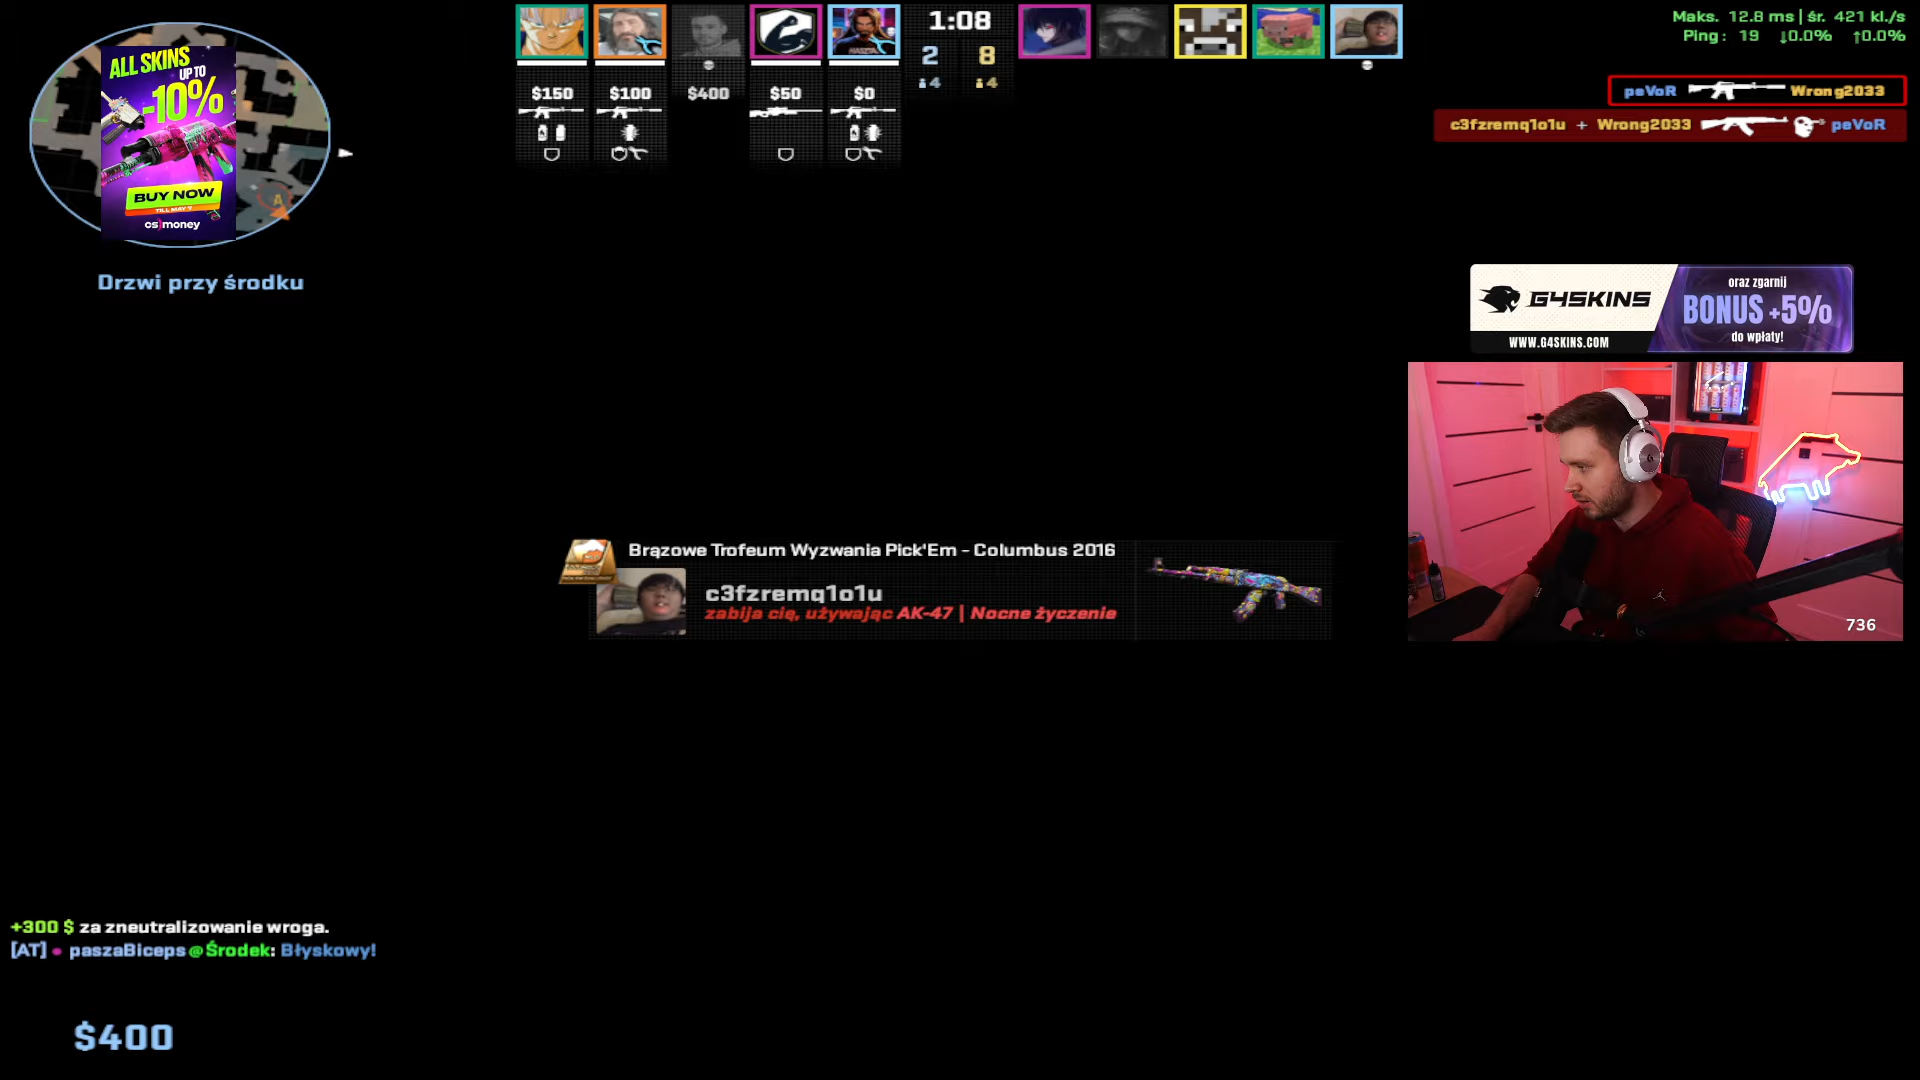 ALL SKINS
UP TO
-10%
BUY NOW
TILL MAY 7
cs money
A
Drzwi przy środku
$150
$100
$400
$50
$0
1:08
2 8
4 4
Maks. 12.8 ms | śr. 421 kl./s
Ping: 19 ↓0.0% ↑0.0%
peVoR Wrong2033
c3fzremq1o1u + Wrong2033 peVoR
G4SKINS
WWW.G4SKINS.COM
oraz zgarnij
BONUS +5%
do wpłaty!
736
Brązowe Trofeum Wyzwania Pick'Em - Columbus 2016
c3fzremq1o1u
zabija cię, używając AK-47 | Nocne życzenie
+300 $ za zneutralizowanie wroga.
[AT] • paszaBiceps@Środek: Błyskowy!
$400